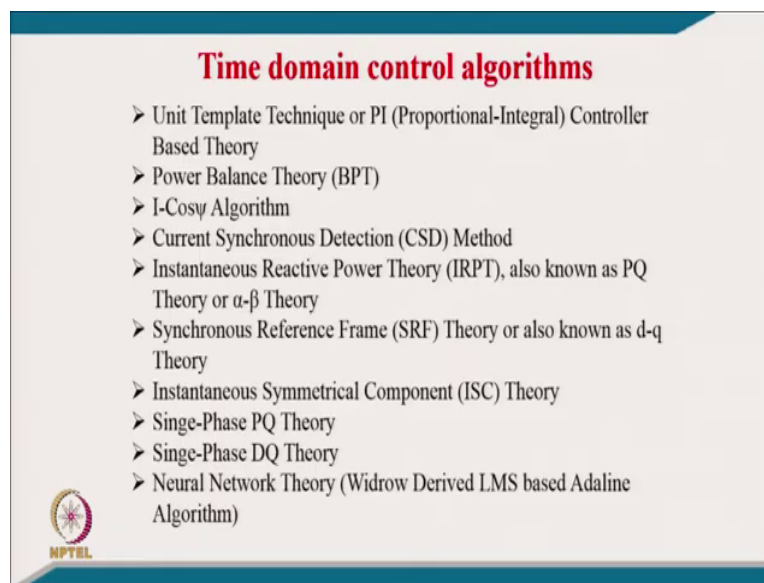 Time domain control algorithms
➢ Unit Template Technique or PI (Proportional-Integral) Controller
Based Theory
➢ Power Balance Theory (BPT)
➢ I-Cosψ Algorithm
➢ Current Synchronous Detection (CSD) Method
➢ Instantaneous Reactive Power Theory (IRPT), also known as PQ
Theory or α-β Theory
➢ Synchronous Reference Frame (SRF) Theory or also known as d-q
Theory
➢ Instantaneous Symmetrical Component (ISC) Theory
➢ Singe-Phase PQ Theory
➢ Singe-Phase DQ Theory
➢ Neural Network Theory (Widrow Derived LMS based Adaline
Algorithm)
NPTEL